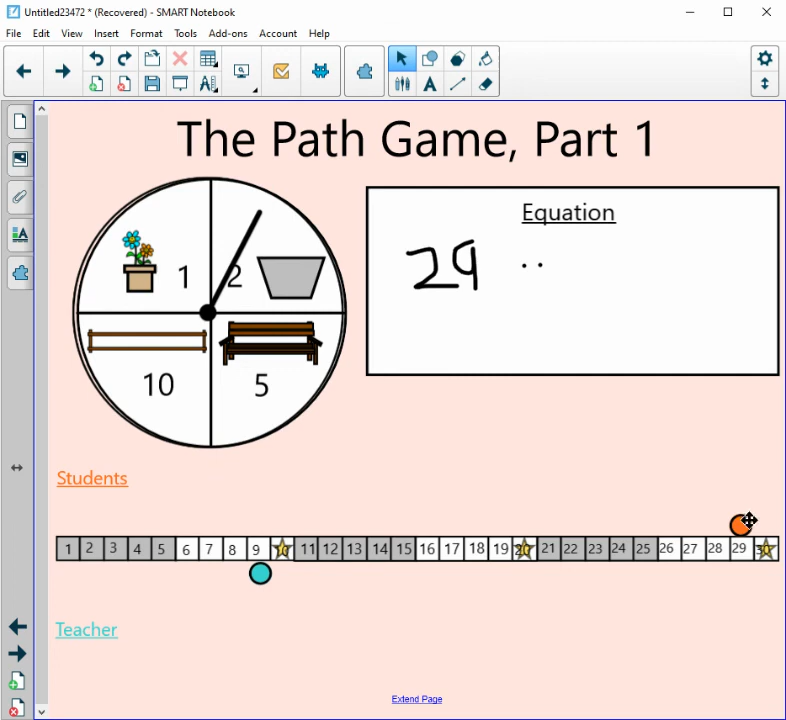 Untitled23472 * (Recovered) - SMART Notebook
File Edit View Insert Format Tools Add-ons Account Help
The Path Game, Part 1
Equation
29 ..
1 2
10 5
Students
1 2 3 4 5 6 7 8 9 10 11 12 13 14 15 16 17 18 19 20 21 22 23 24 25 26 27 28 29 30
Teacher
Extend Page